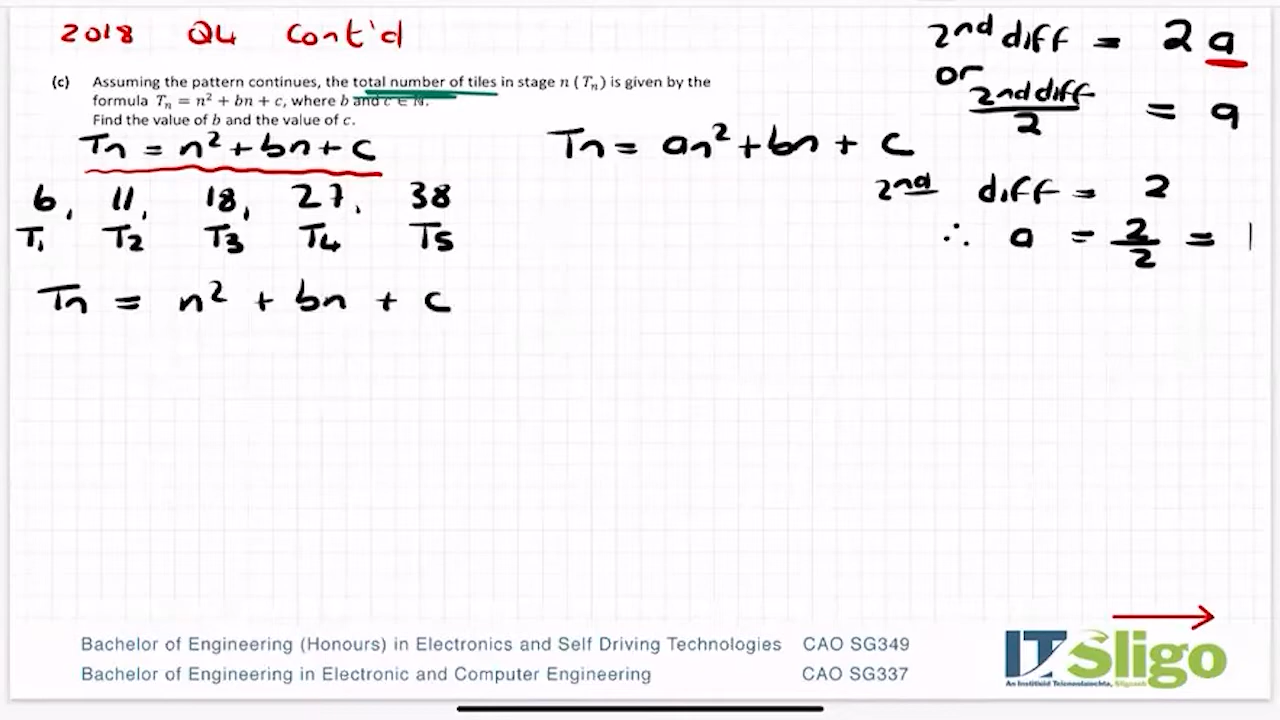 2018 Q4 Cont'd
(c) Assuming the pattern continues, the total number of tiles in stage n (Tₙ) is given by the
formula Tₙ = n² + bn + c, where b and c ∈ ℕ.
Find the value of b and the value of c.
Tn = n² + bn + c
6, 11, 18, 27, 38
T₁ T₂ T₃ T₄ T₅
Tn = n² + bn + c
Tn = an² + bn + c
2nd diff = 2a
or
2nd diff/2 = a
2nd diff = 2
∴ a = 2/2 = 1
Bachelor of Engineering (Honours) in Electronics and Self Driving Technologies CAO SG349
Bachelor of Engineering in Electronic and Computer Engineering CAO SG337
IT Sligo
An Institiúid Teicneolaíochta, Sligeach